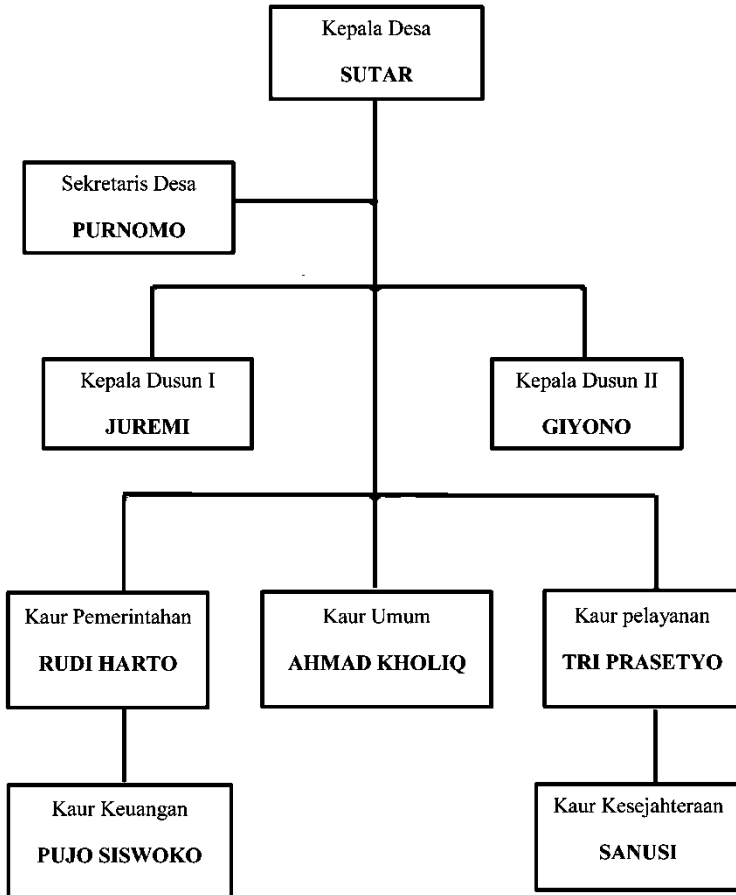 Kepala Desa
SUTAR
Sekretaris Desa
PURNOMO
Kepala Dusun I
JUREMI
Kepala Dusun II
GIYONO
Kaur Pemerintahan
RUDI HARTO
Kaur Umum
AHMAD KHOLIQ
Kaur pelayanan
TRI PRASETYO
Kaur Keuangan
PUJO SISWOKO
Kaur Kesejahteraan
SANUSI